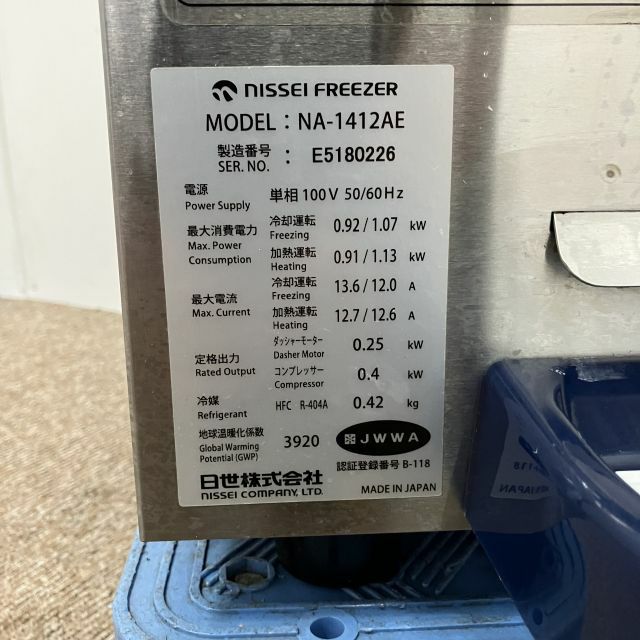 NISSEI FREEZER
MODEL : NA-1412AE
製造番号
SER. NO. : E5180226
電源
Power Supply 単相 100V 50/60Hz
最大消費電力
Max. Power
Consumption
冷却運転
Freezing 0.92 / 1.07 kW
加熱運転
Heating 0.91 / 1.13 kW
最大電流
Max. Current
冷却運転
Freezing 13.6 / 12.0 A
加熱運転
Heating 12.7 / 12.6 A
定格出力
Rated Output
ダッシャーモーター
Dasher Motor 0.25 kW
コンプレッサー
Compressor 0.4 kW
冷媒
Refrigerant HFC R-404A 0.42 kg
地球温暖化係数
Global Warming
Potential (GWP) 3920
JWWA
認証登録番号 B-118
日世株式会社
NISSEI COMPANY, LTD.
MADE IN JAPAN